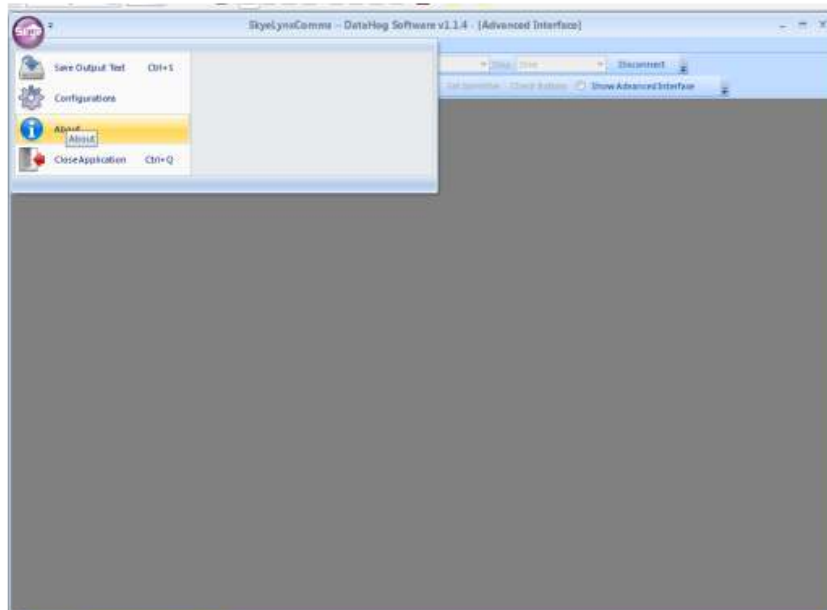 SkyeLynxComms -- DataHog Software v1.1.4 - [Advanced Interface]
Save Output Text Ctrl+S
Disconnect
Configurations
Show Advanced Interface
About
About
Close Application Ctrl+Q